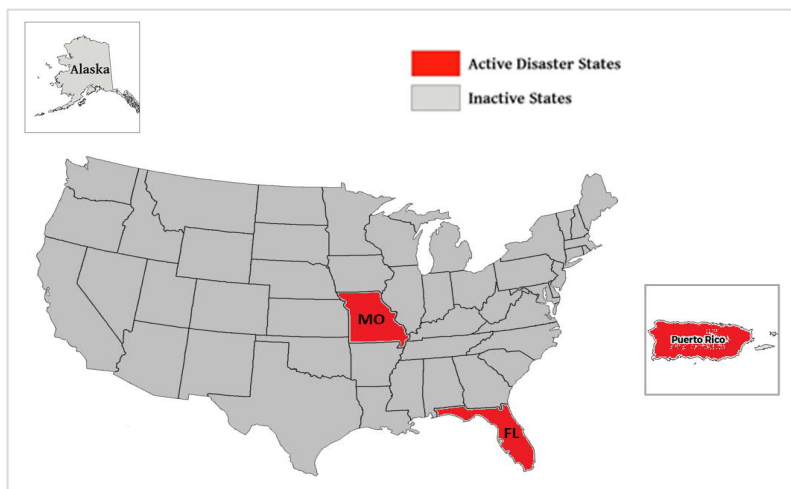 Alaska
Active Disaster States
Inactive States
MO
Puerto Rico
FL